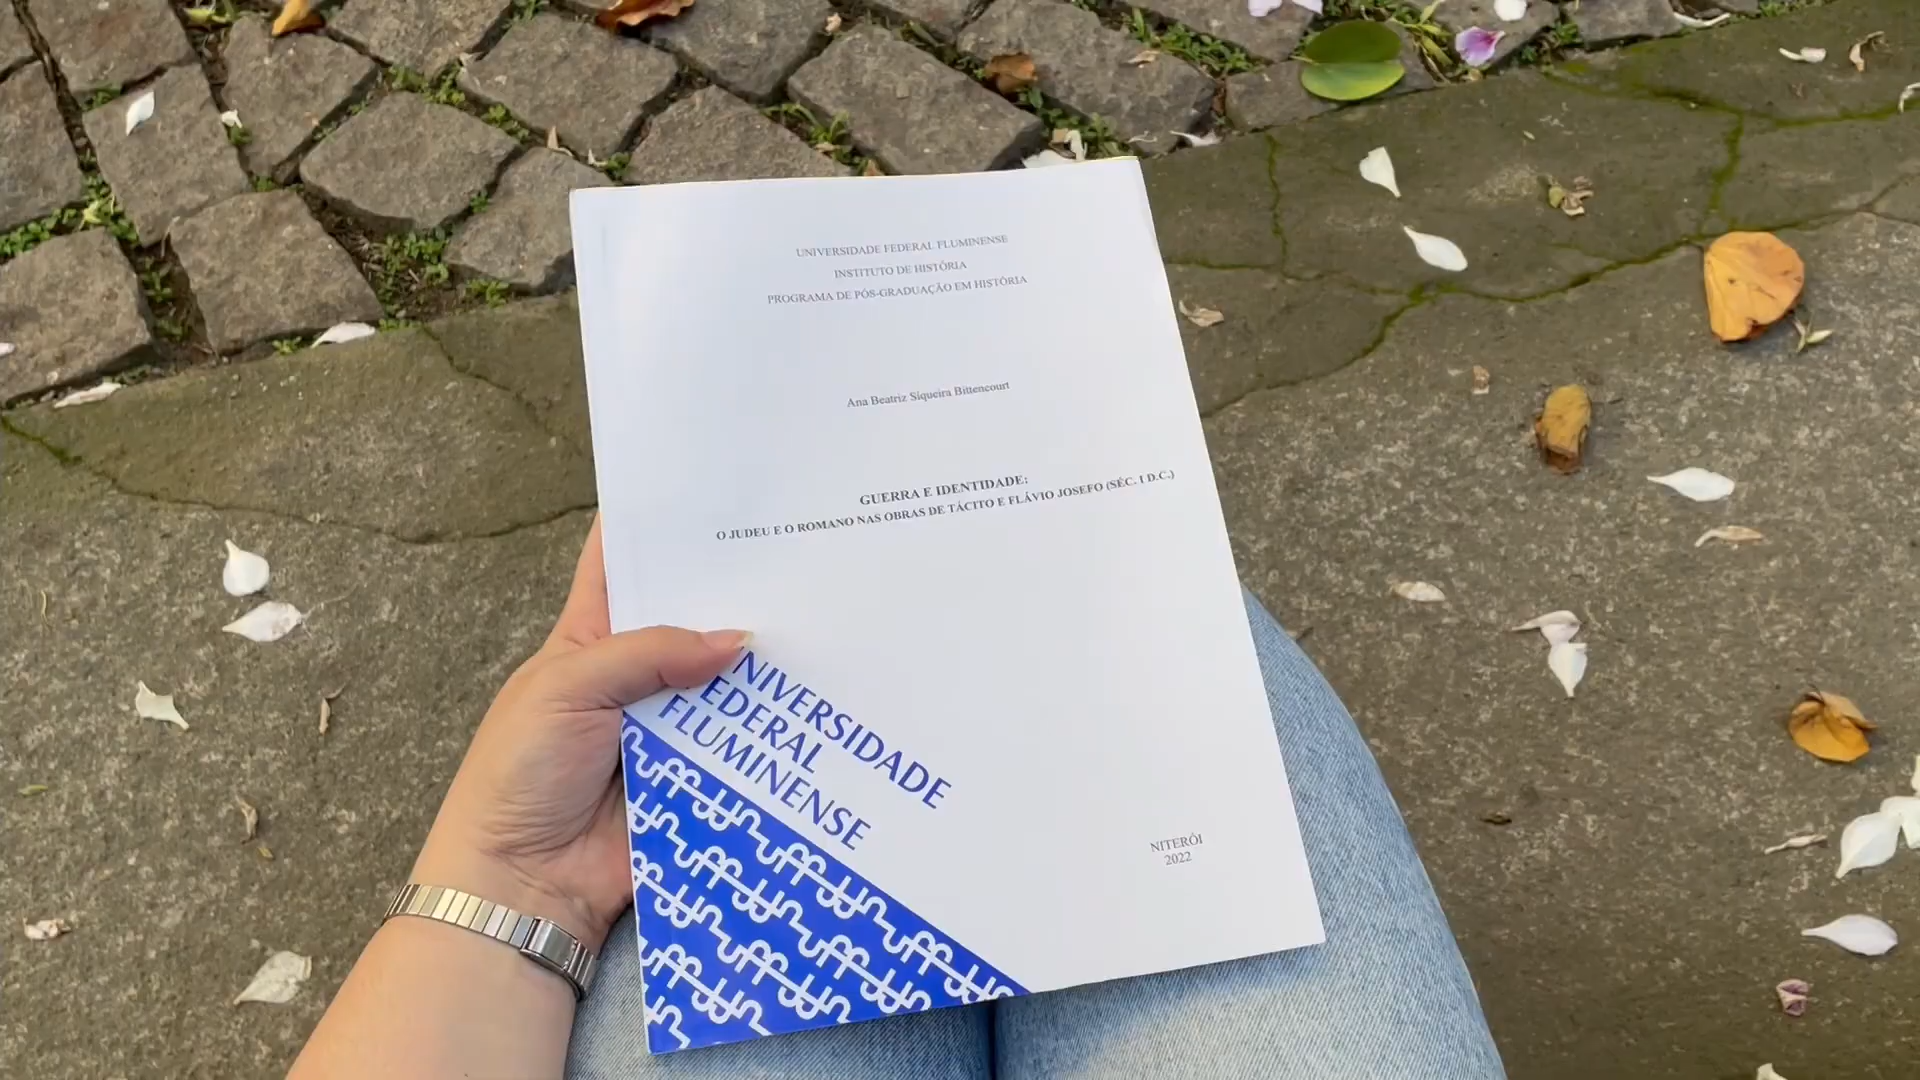 UNIVERSIDADE FEDERAL FLUMINENSE
INSTITUTO DE HISTÓRIA
PROGRAMA DE PÓS-GRADUAÇÃO EM HISTÓRIA
Ana Beatriz Siqueira Bittencourt
GUERRA E IDENTIDADE:
O JUDEU E O ROMANO NAS OBRAS DE TÁCITO E FLÁVIO JOSEFO (SÉC. I D.C.)
NIVERSIDADE
FEDERAL
FLUMINENSE
NITERÓI
2022